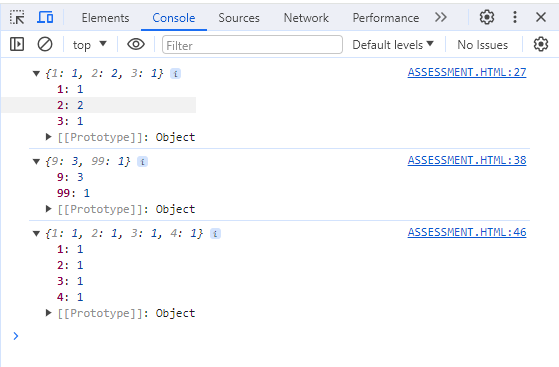 Elements Console Sources Network Performance
top Filter Default levels No Issues
{1: 1, 2: 2, 3: 1} i ASSESSMENT.HTML:27
1: 1
2: 2
3: 1
[[Prototype]]: Object
{9: 3, 99: 1} i ASSESSMENT.HTML:38
9: 3
99: 1
[[Prototype]]: Object
{1: 1, 2: 1, 3: 1, 4: 1} i ASSESSMENT.HTML:46
1: 1
2: 1
3: 1
4: 1
[[Prototype]]: Object